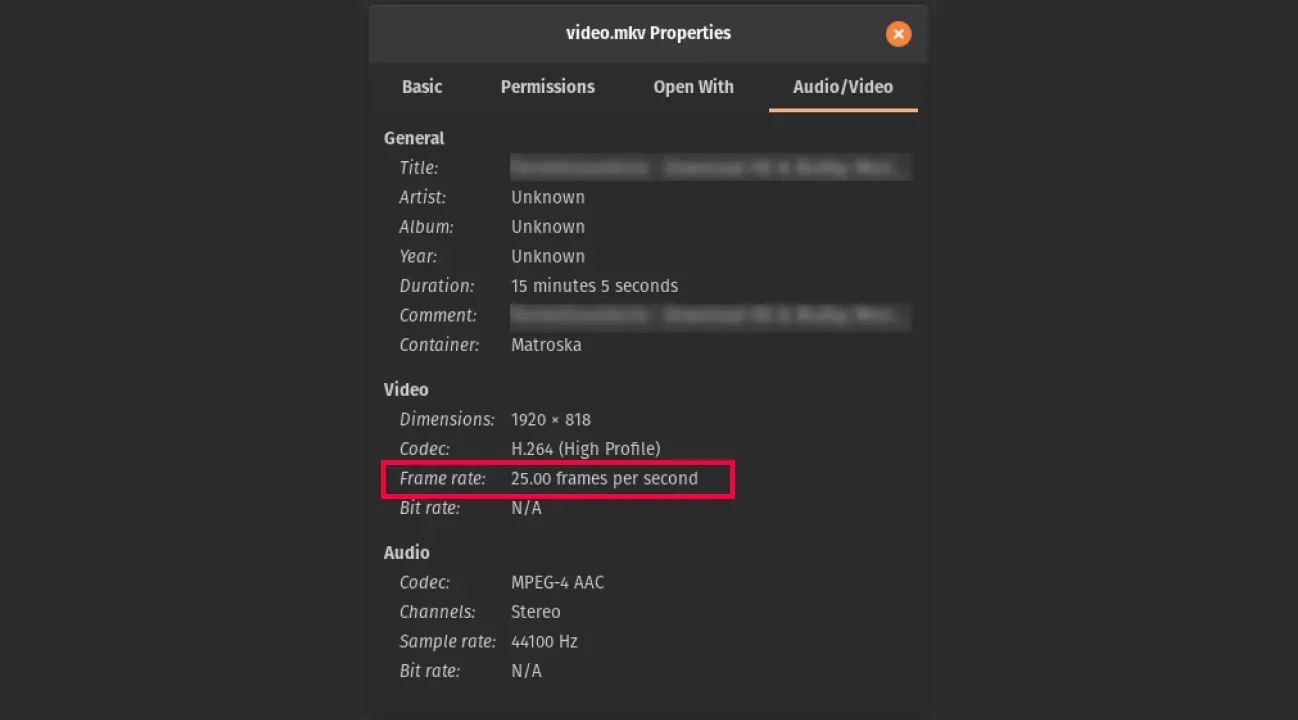 video.mkv Properties
Basic Permissions Open With Audio/Video
General
Title:
Artist: Unknown
Album: Unknown
Year: Unknown
Duration: 15 minutes 5 seconds
Comment:
Container: Matroska
Video
Dimensions: 1920 × 818
Codec: H.264 (High Profile)
Frame rate: 25.00 frames per second
Bit rate: N/A
Audio
Codec: MPEG-4 AAC
Channels: Stereo
Sample rate: 44100 Hz
Bit rate: N/A